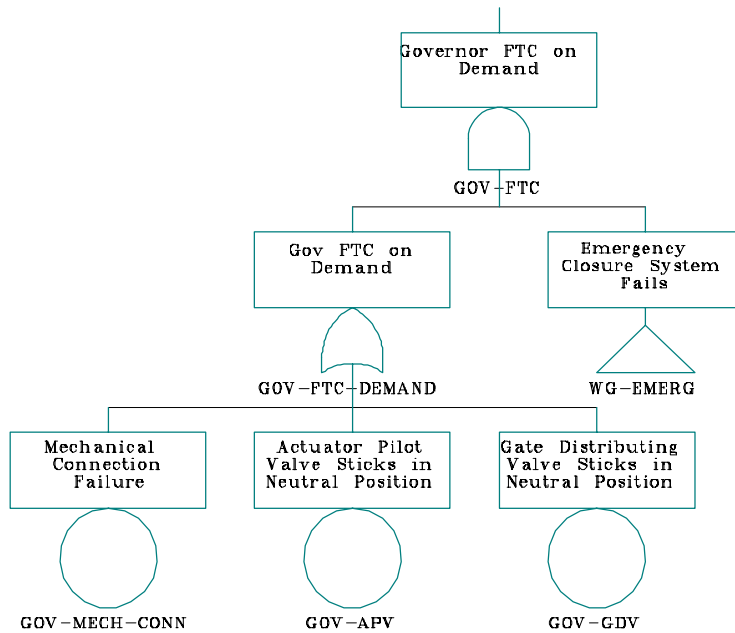 Governor FTC on
Demand
GOV-FTC
Gov FTC on
Demand
Emergency
Closure System
Fails
GOV-FTC-DEMAND
WG-EMERG
Mechanical
Connection
Failure
Actuator Pilot
Valve Sticks in
Neutral Position
Gate Distributing
Valve Sticks in
Neutral Position
GOV-MECH-CONN
GOV-APV
GOV-GDV